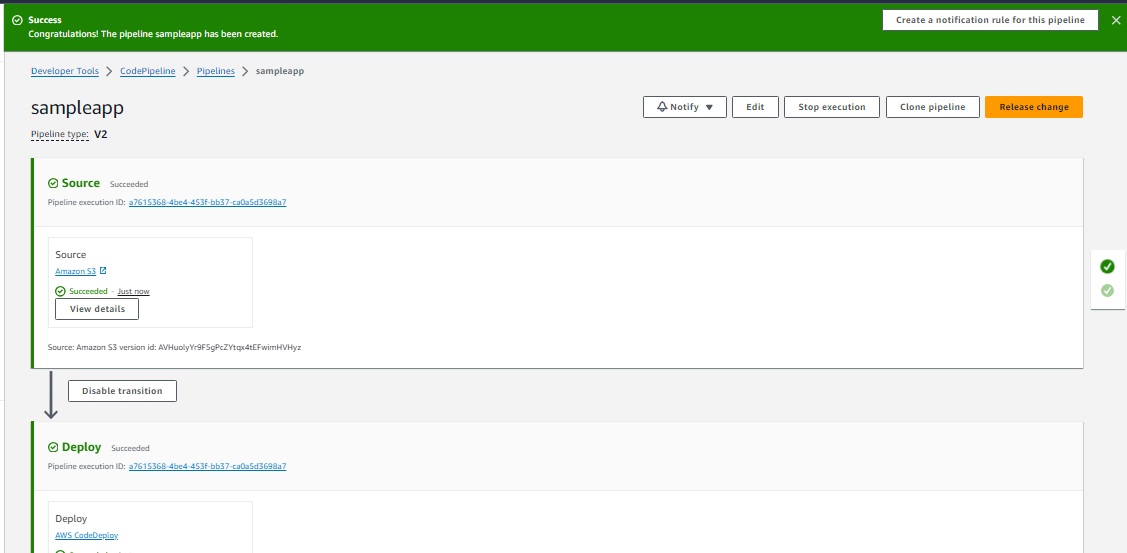 Success
Congratulations! The pipeline sampleapp has been created.
Create a notification rule for this pipeline
Developer Tools > CodePipeline > Pipelines > sampleapp
sampleapp
Notify ▼ Edit Stop execution Clone pipeline Release change
Pipeline type: V2
Source Succeeded
Pipeline execution ID: a7615368-4be4-453f-bb37-ca0a5d3698a7
Source
Amazon S3
Succeeded - Just now
View details
Source: Amazon S3 version id: AVHuolyYr9F5gPcZYtqx4tEFwimHVHyz
Disable transition
Deploy Succeeded
Pipeline execution ID: a7615368-4be4-453f-bb37-ca0a5d3698a7
Deploy
AWS CodeDeploy